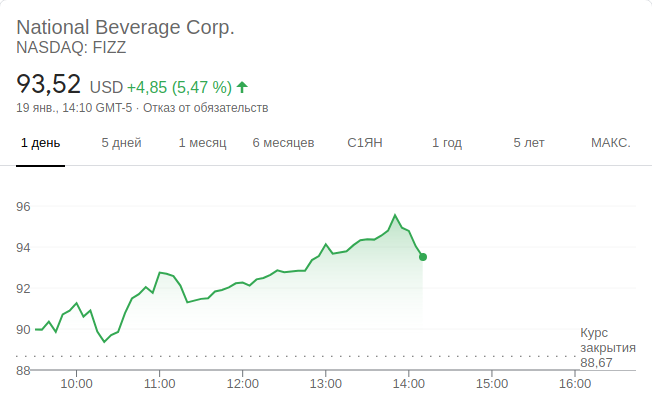 National Beverage Corp.
NASDAQ: FIZZ
93,52 USD +4,85 (5,47 %)
19 янв., 14:10 GMT-5 · Отказ от обязательств
1 день 5 дней 1 месяц 6 месяцев С1ЯН 1 год 5 лет МАКС.
96
94
92
90
Курс
закрытия
88,67
88
10:00 11:00 12:00 13:00 14:00 15:00 16:00